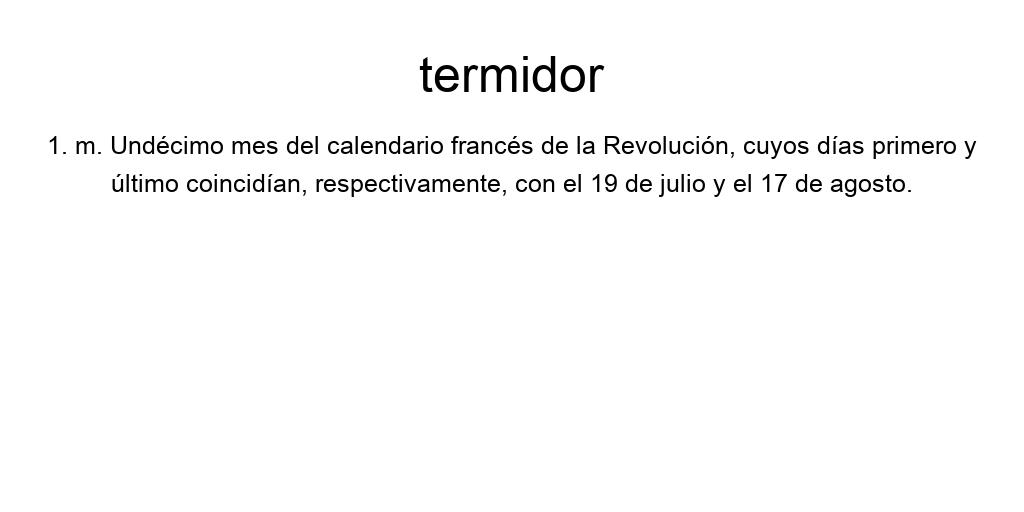 termidor
1. m. Undécimo mes del calendario francés de la Revolución, cuyos días primero y
último coincidían, respectivamente, con el 19 de julio y el 17 de agosto.